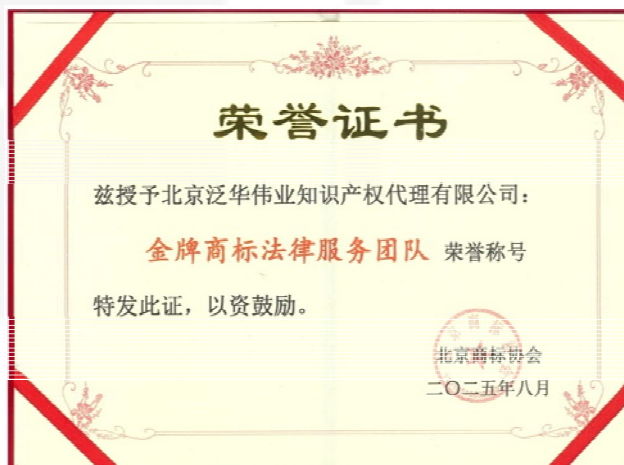 荣誉证书
兹授予北京泛华伟业知识产权代理有限公司：
金牌商标法律服务团队 荣誉称号
特发此证，以资鼓励。
北京商标协会
二〇二五年八月